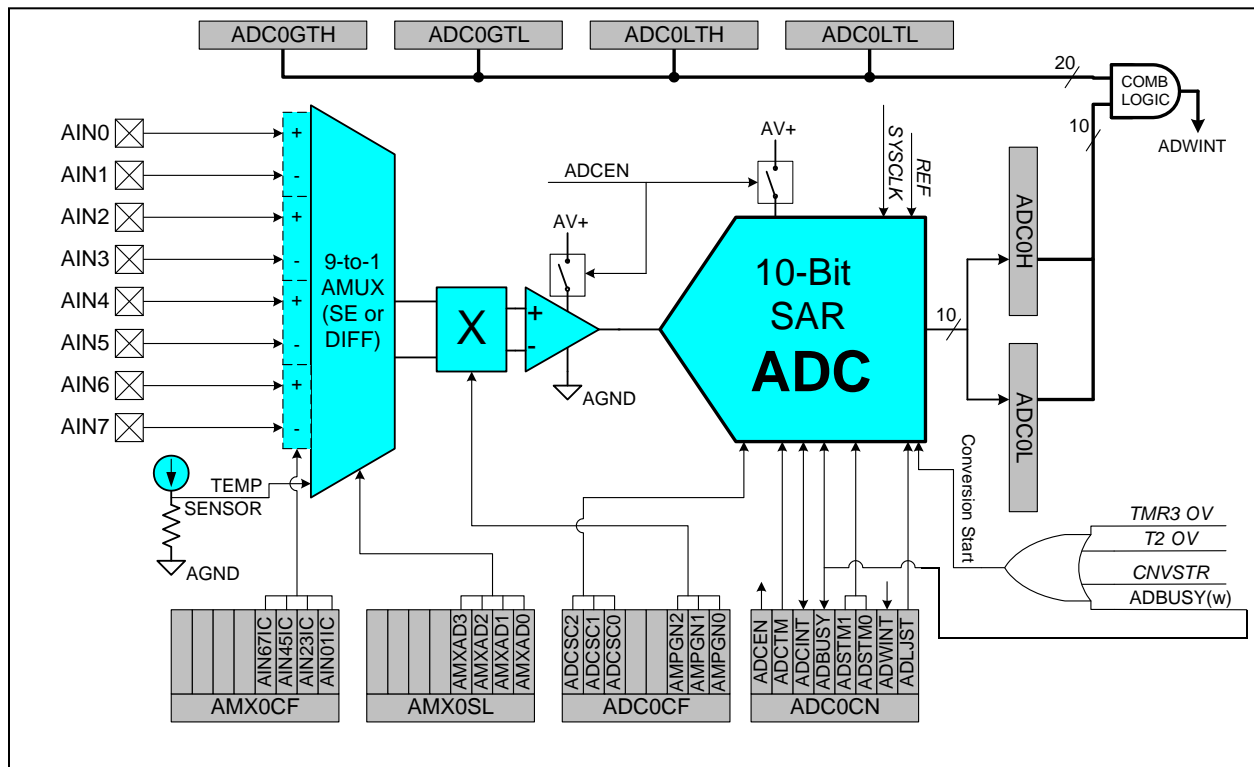 ADC0GTH
ADC0GTL
ADC0LTH
ADC0LTL
20
COMB
LOGIC
10
ADWINT
AIN0
AIN1
AIN2
AIN3
AIN4
AIN5
AIN6
AIN7
+
-
+
-
+
-
+
-
9-to-1
AMUX
(SE or
DIFF)
TEMP
SENSOR
AGND
X
ADCEN
AV+
AV+
+
-
AGND
SYSCLK
REF
10-Bit
SAR
ADC
10
ADC0H
ADC0L
Conversion Start
TMR3 OV
T2 OV
CNVSTR
ADBUSY(w)
AIN67IC
AIN45IC
AIN23IC
AIN01IC
AMX0CF
AMXAD3
AMXAD2
AMXAD1
AMXAD0
AMX0SL
ADCSC2
ADCSC1
ADCSC0
AMPGN2
AMPGN1
AMPGN0
ADC0CF
ADCEN
ADCTM
ADCINT
ADBUSY
ADSTM1
ADSTM0
ADWINT
ADLJST
ADC0CN